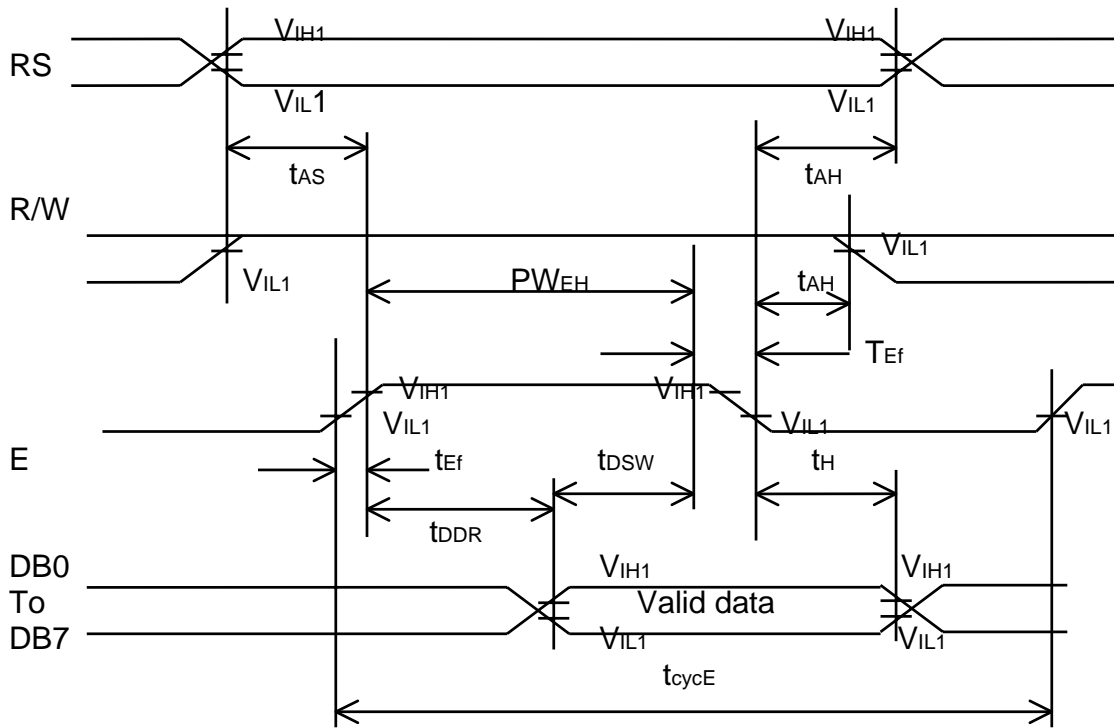 VIH1 VIH1
RS
VIL1 VIL1
tAS tAH
R/W
VIL1
VIL1 PWEH tAH
TEf
VIH1 VIH1
VIL1 VIL1 VIL1
E tEf tDSW tH
tDDR
DB0 VIH1 VIH1
To Valid data
DB7 VIL1 VIL1
tcycE